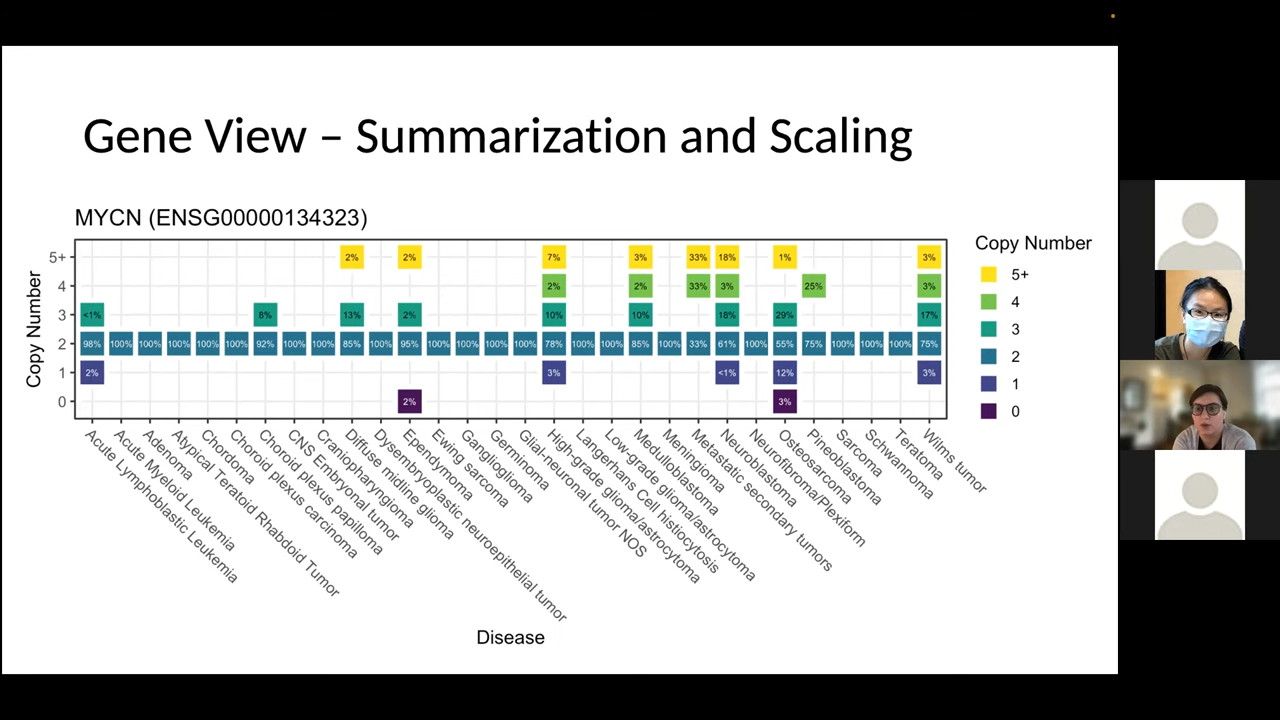 Gene View – Summarization and Scaling
MYCN (ENSG00000134323)
Copy Number
5+
4
3
2
1
0
2% 2% 7% 3% 33% 18% 1% 3%
2% 2% 33% 3% 25% 3%
<1% 8% 13% 2% 10% 10% 18% 29% 17%
98% 100% 100% 100% 100% 100% 92% 100% 100% 85% 100% 95% 100% 100% 100% 100% 78% 100% 100% 85% 100% 33% 61% 100% 55% 75% 100% 100% 100% 75%
2% 3% <1% 12% 3%
2% 3%
Acute Lymphoblastic Leukemia
Acute Myeloid Leukemia
Adenoma
Atypical Teratoid Rhabdoid Tumor
Chordoma
Choroid plexus carcinoma
Choroid plexus papilloma
CNS Embryonal tumor
Craniopharyngioma
Diffuse midline glioma
Dysembryoplastic neuroepithelial tumor
Ependymoma
Ewing sarcoma
Ganglioglioma
Germinoma
Glial-neuronal tumor NOS
High-grade glioma/astrocytoma
Langerhans Cell histiocytosis
Low-grade glioma/astrocytoma
Medulloblastoma
Meningioma
Metastatic secondary tumors
Neuroblastoma
Neurofibroma/Plexiform
Osteosarcoma
Pineoblastoma
Sarcoma
Schwannoma
Teratoma
Wilms tumor
Disease
Copy Number
5+
4
3
2
1
0